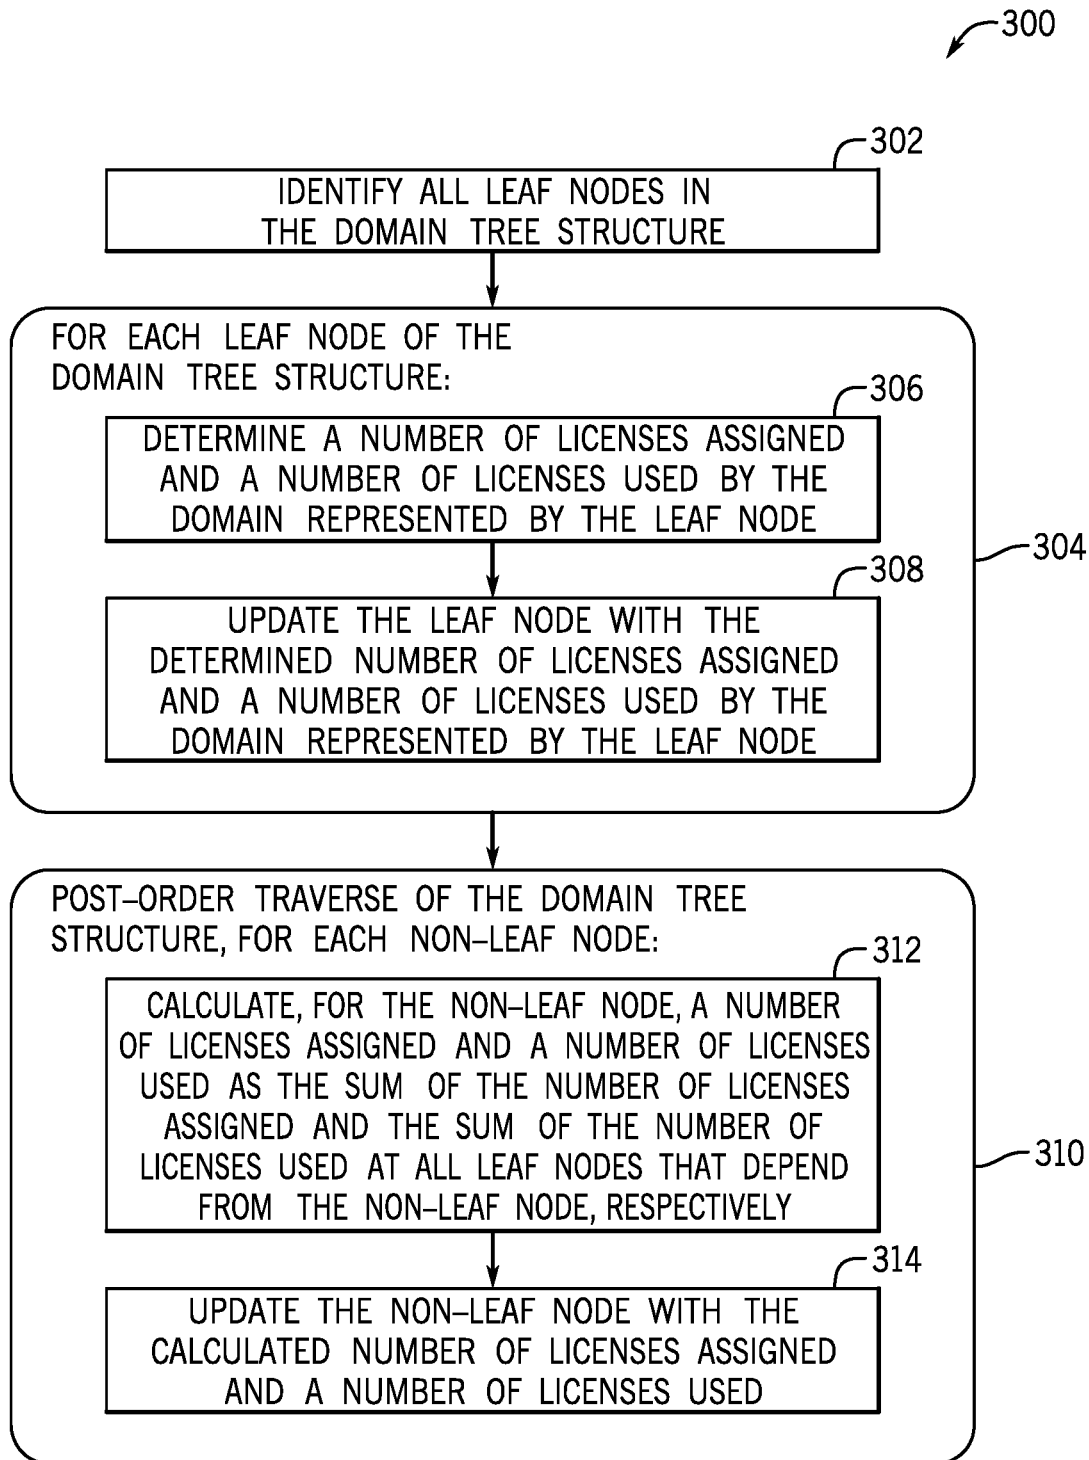 300
302
IDENTIFY ALL LEAF NODES IN
THE DOMAIN TREE STRUCTURE
FOR EACH LEAF NODE OF THE
DOMAIN TREE STRUCTURE:
306
DETERMINE A NUMBER OF LICENSES ASSIGNED
AND A NUMBER OF LICENSES USED BY THE
DOMAIN REPRESENTED BY THE LEAF NODE
304
308
UPDATE THE LEAF NODE WITH THE
DETERMINED NUMBER OF LICENSES ASSIGNED
AND A NUMBER OF LICENSES USED BY THE
DOMAIN REPRESENTED BY THE LEAF NODE
POST–ORDER TRAVERSE OF THE DOMAIN TREE
STRUCTURE, FOR EACH NON–LEAF NODE:
312
CALCULATE, FOR THE NON–LEAF NODE, A NUMBER
OF LICENSES ASSIGNED AND A NUMBER OF LICENSES
USED AS THE SUM OF THE NUMBER OF LICENSES
ASSIGNED AND THE SUM OF THE NUMBER OF
LICENSES USED AT ALL LEAF NODES THAT DEPEND
FROM THE NON–LEAF NODE, RESPECTIVELY
310
314
UPDATE THE NON–LEAF NODE WITH THE
CALCULATED NUMBER OF LICENSES ASSIGNED
AND A NUMBER OF LICENSES USED